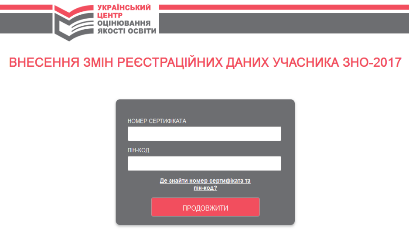 УКРАЇНСЬКИЙ
ЦЕНТР
ОЦІНЮВАННЯ
ЯКОСТІ ОСВІТИ
ВНЕСЕННЯ ЗМІН РЕЄСТРАЦІЙНИХ ДАНИХ УЧАСНИКА ЗНО-2017
НОМЕР СЕРТИФІКАТА
ПІН-КОД
Де знайти номер сертифіката та
пін-код?
ПРОДОВЖИТИ